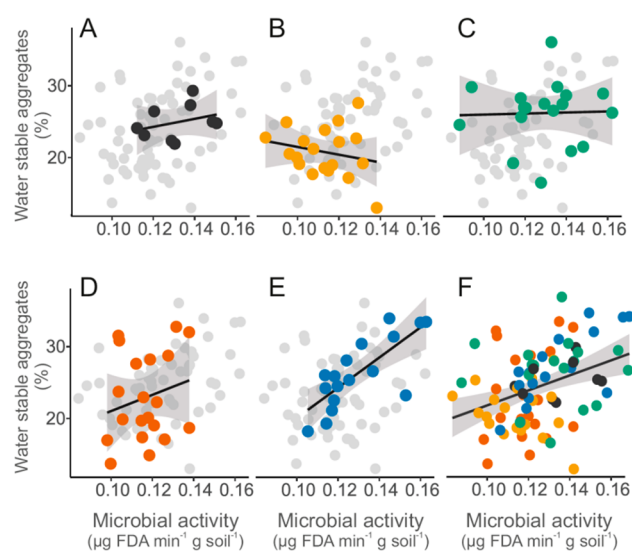 A
B
C
Water stable aggregates
(%)
30
20
0.10 0.12 0.14 0.16
0.10 0.12 0.14 0.16
0.10 0.12 0.14 0.16
D
E
F
Water stable aggregates
(%)
30
20
0.10 0.12 0.14 0.16
0.10 0.12 0.14 0.16
0.10 0.12 0.14 0.16
Microbial activity
(µg FDA min⁻¹ g soil⁻¹)
Microbial activity
(µg FDA min⁻¹ g soil⁻¹)
Microbial activity
(µg FDA min⁻¹ g soil⁻¹)